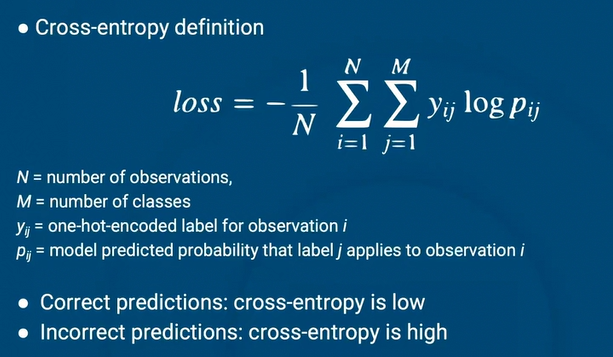 ● Cross-entropy definition
loss = - \frac{1}{N} \sum_{i=1}^{N} \sum_{j=1}^{M} y_{ij} \log p_{ij}
N = number of observations,
M = number of classes
y_{ij} = one-hot-encoded label for observation i
p_{ij} = model predicted probability that label j applies to observation i
● Correct predictions: cross-entropy is low
● Incorrect predictions: cross-entropy is high